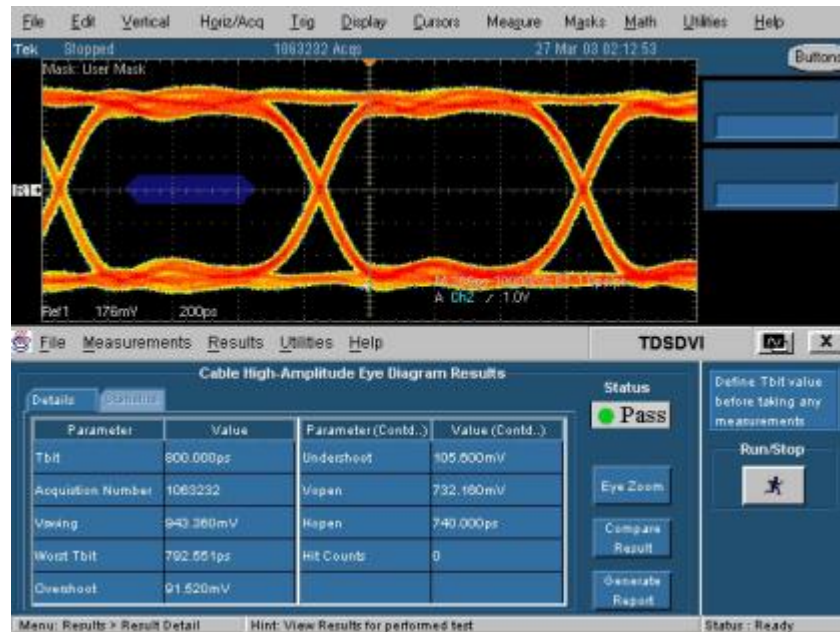 File Edit Vertical Horiz/Acq Trig Display Cursors Measure Masks Math Utilities Help
Tek Stopped 1063232 Acqs 27 Mar 03 02:12:53
Buttons
Mask: User Mask
R1
A Ch2 1.0V
Ref1 176mV 200ps
File Measurements Results Utilities Help TDSDVI
Cable High-Amplitude Eye Diagram Results
Details Statistics
Status
Pass
Define Tbit value
before taking any
measurements
Parameter Value Parameter(Contd..) Value (Contd..)
Tbit 800.000ps Undershoot 105.600mV
Acquistion Number 1063232 Vopen 732.160mV
Vswing 943.360mV Hopen 740.000ps
Worst Tbit 792.551ps Hit Counts 0
Overshoot 91.520mV
Eye Zoom
Compare
Result
Generate
Report
Run/Stop
Menu: Results > Result Detail Hint: View Results for performed test Status : Ready